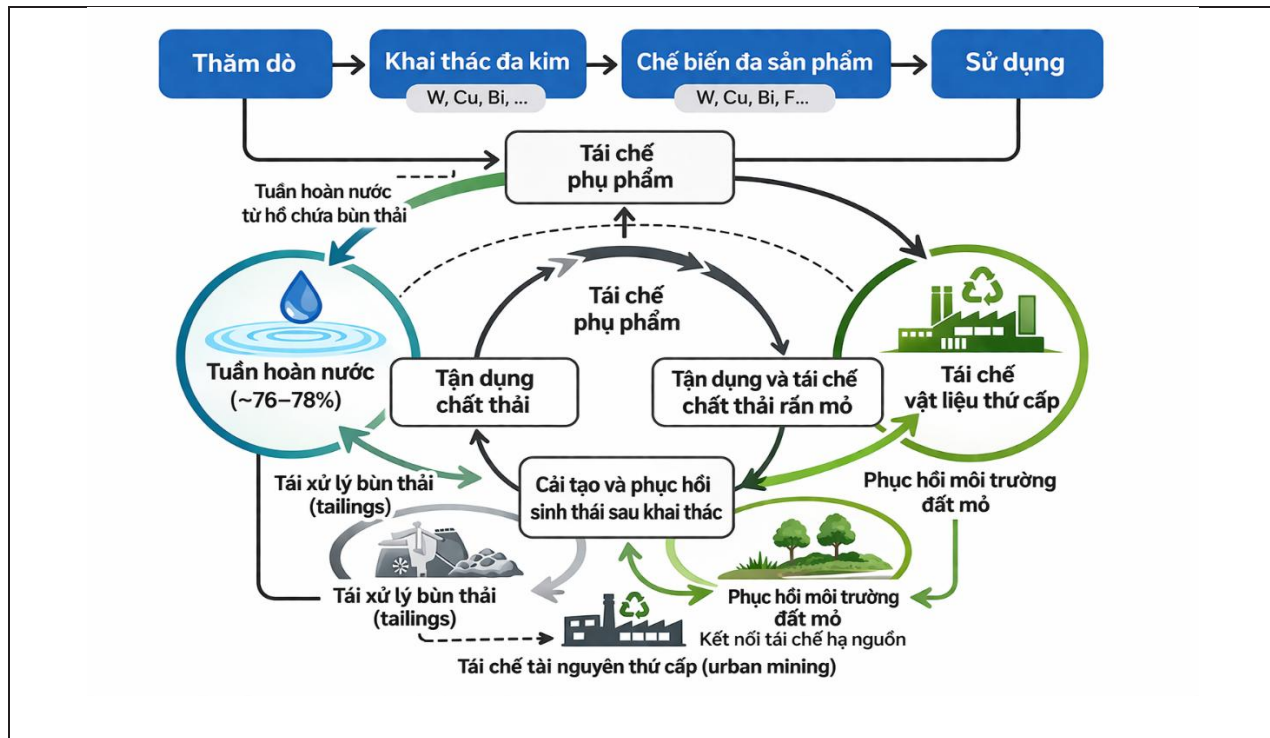 Thăm dò
Khai thác đa kim
W, Cu, Bi, ...
Chế biến đa sản phẩm
W, Cu, Bi, F...
Sử dụng
Tái chế
phụ phẩm
Tuần hoàn nước
từ hồ chứa bùn thải
Tái chế
phụ phẩm
Tuần hoàn nước
(~76–78%)
Tận dụng
chất thải
Tận dụng và tái chế
chất thải rắn mỏ
Tái chế
vật liệu thứ cấp
Tái xử lý bùn thải
(tailings)
Cải tạo và phục hồi
sinh thái sau khai thác
Phục hồi môi trường
đất mỏ
Tái xử lý bùn thải
(tailings)
Phục hồi môi trường
đất mỏ
Kết nối tái chế hạ nguồn
Tái chế tài nguyên thứ cấp (urban mining)